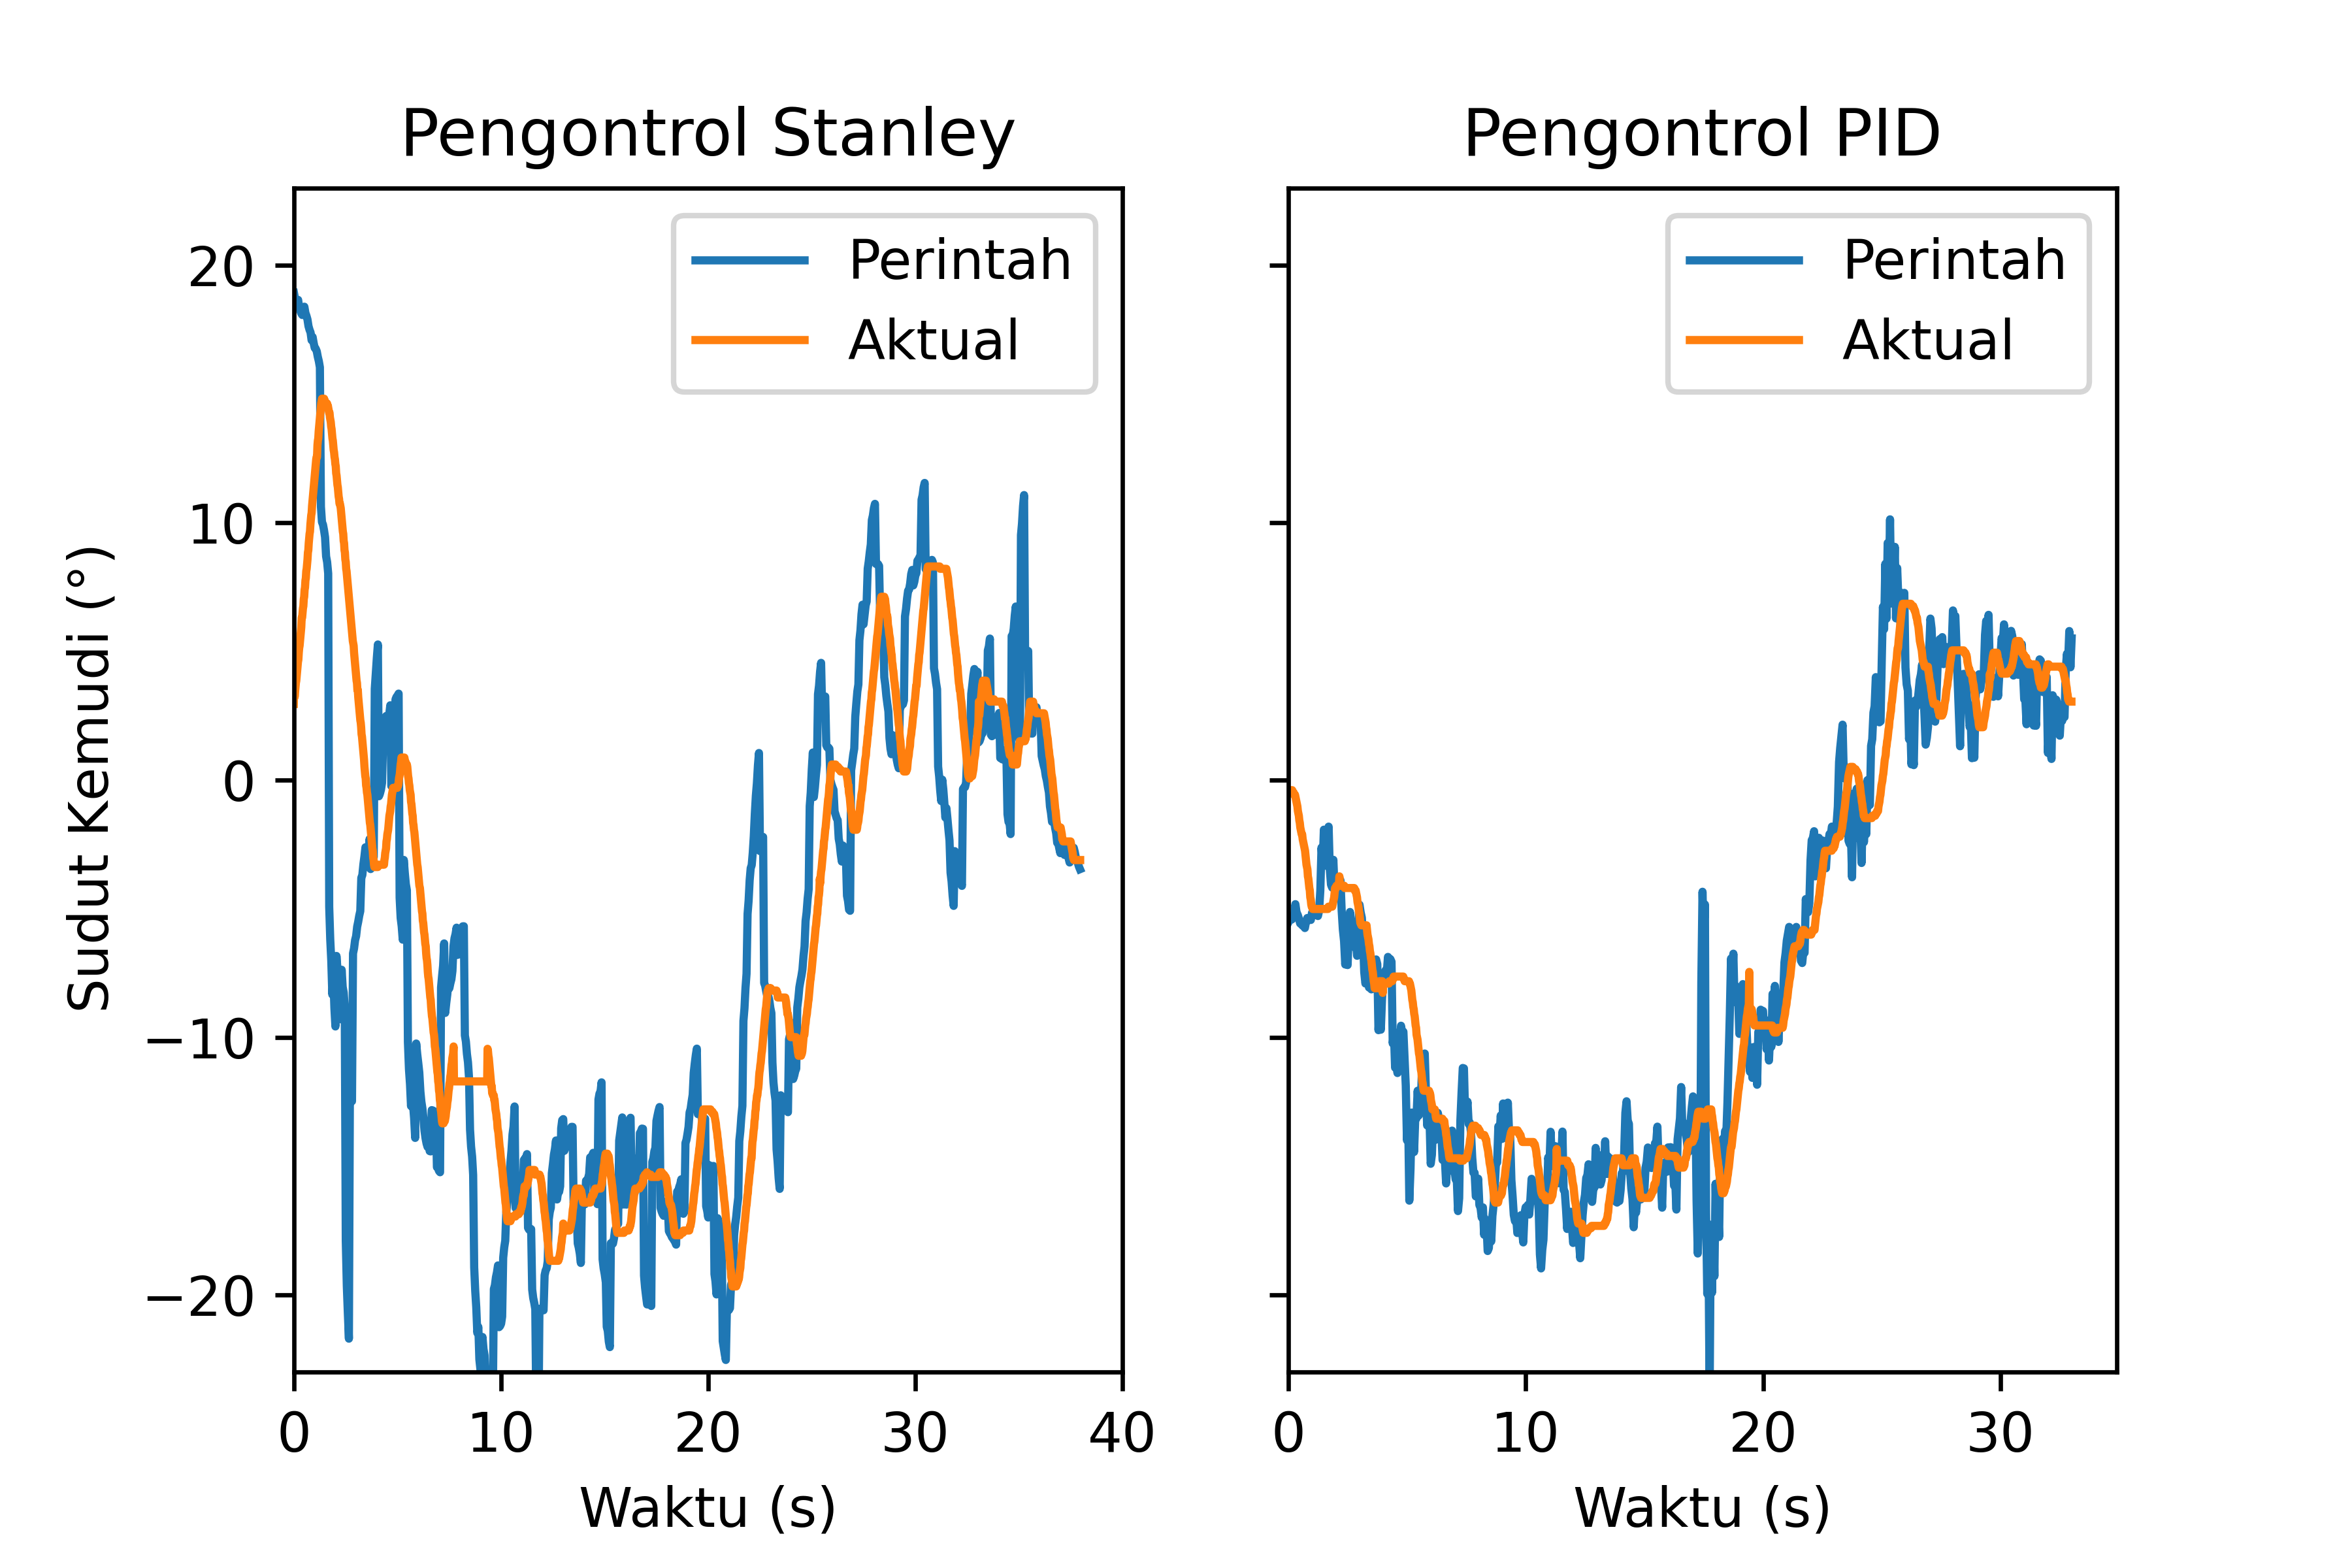 Pengontrol Stanley
Pengontrol PID
Perintah
Aktual
Perintah
Aktual
Sudut Kemudi (°)
20
10
0
−10
−20
0 10 20 30 40
0 10 20 30
Waktu (s)
Waktu (s)